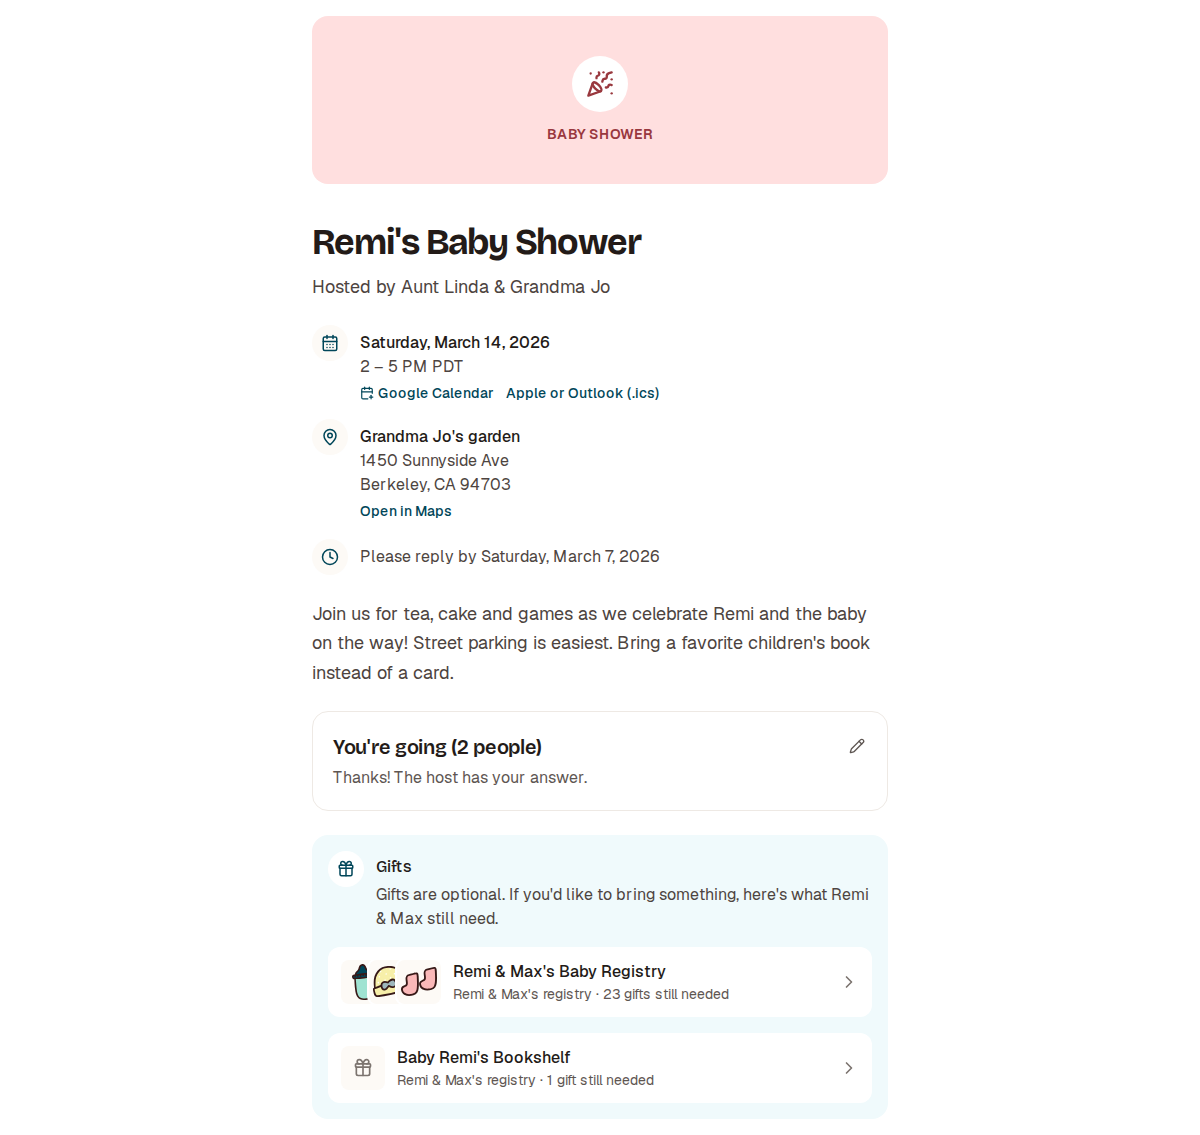 BABY SHOWER
Remi's Baby Shower
Hosted by Aunt Linda & Grandma Jo
Saturday, March 14, 2026
2 – 5 PM PDT
Google Calendar Apple or Outlook (.ics)
Grandma Jo's garden
1450 Sunnyside Ave
Berkeley, CA 94703
Open in Maps
Please reply by Saturday, March 7, 2026
Join us for tea, cake and games as we celebrate Remi and the baby
on the way! Street parking is easiest. Bring a favorite children's book
instead of a card.
You're going (2 people)
Thanks! The host has your answer.
Gifts
Gifts are optional. If you'd like to bring something, here's what Remi
& Max still need.
Remi & Max's Baby Registry
Remi & Max's registry · 23 gifts still needed
Baby Remi's Bookshelf
Remi & Max's registry · 1 gift still needed